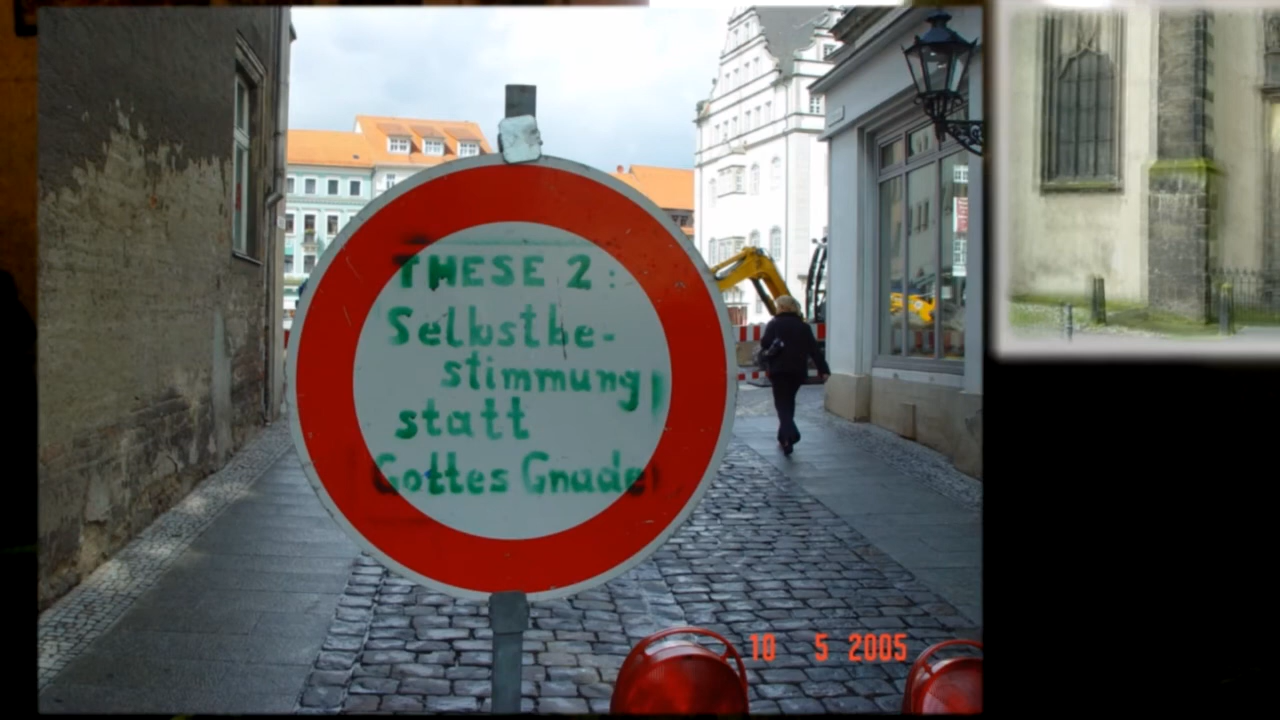 THESE 2:
Selbstbe-
stimmung
statt
Gottes Gnade
10 5 2005